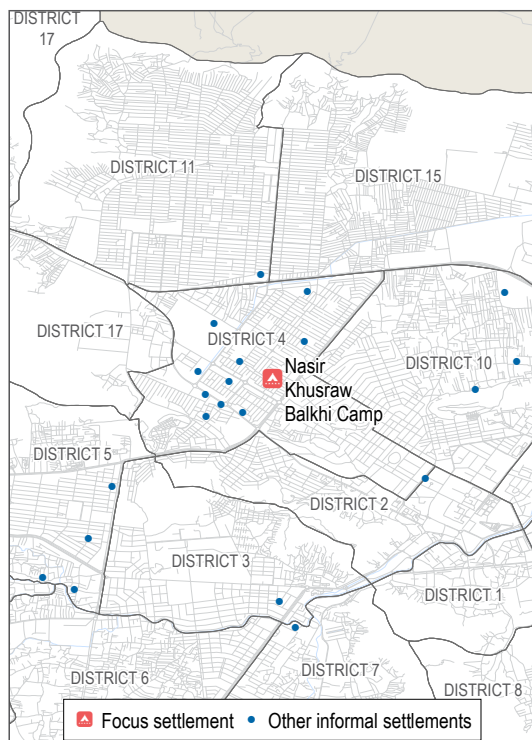 DISTRICT
17
DISTRICT 11
DISTRICT 15
DISTRICT 17
DISTRICT 4
DISTRICT 10
Nasir
Khusraw
Balkhi Camp
DISTRICT 5
DISTRICT 2
DISTRICT 3
DISTRICT 1
DISTRICT 6
DISTRICT 7
DISTRICT 8
Focus settlement
Other informal settlements